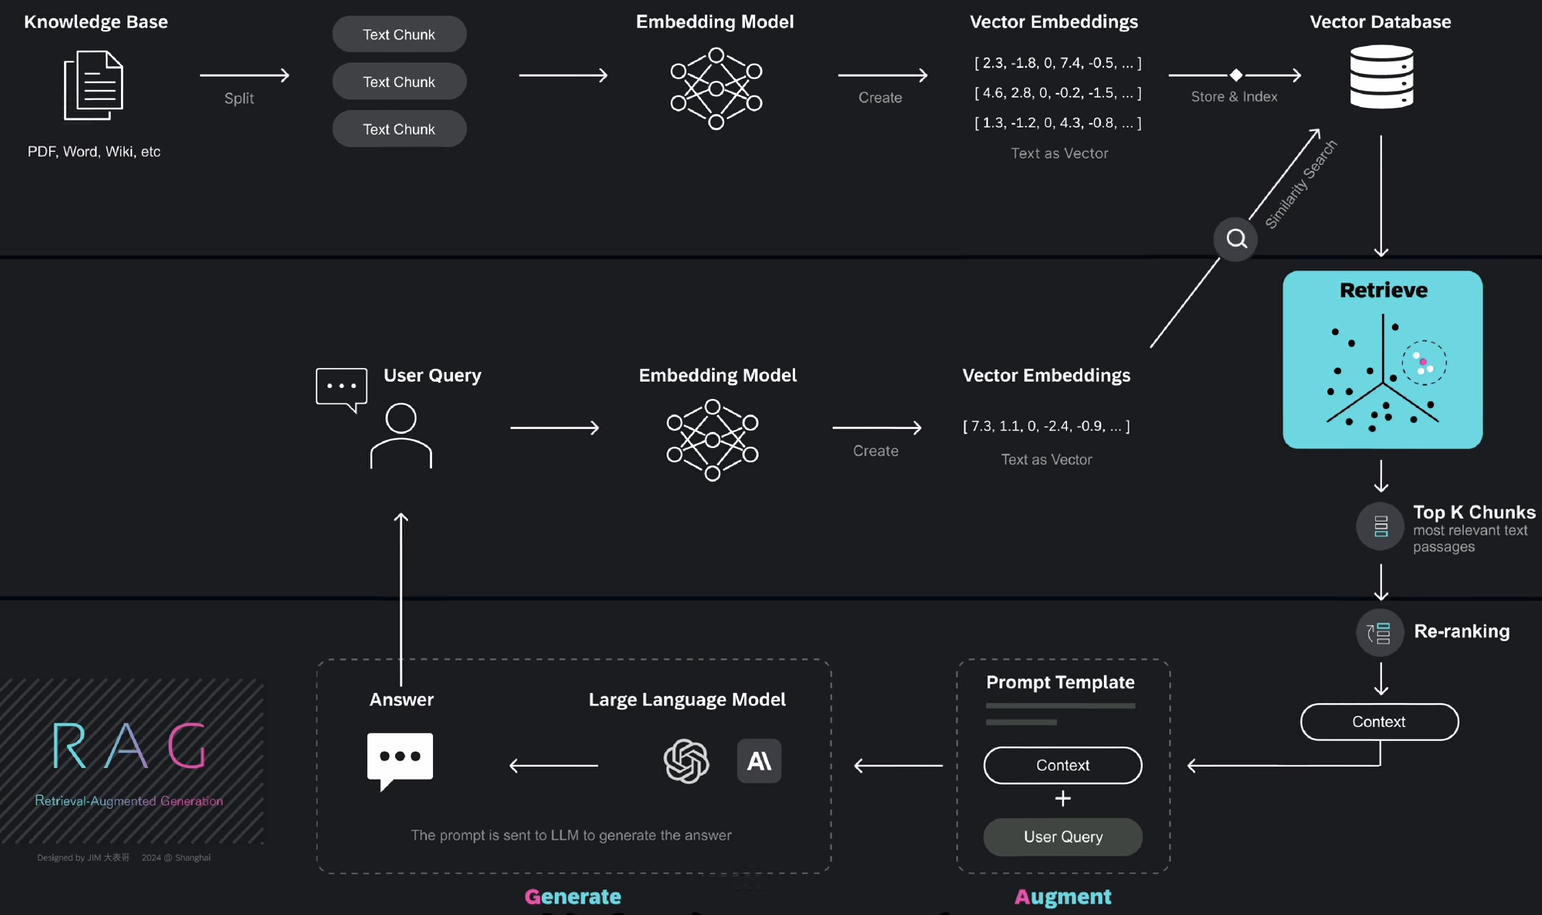 Knowledge Base
PDF, Word, Wiki, etc
Split
Text Chunk
Text Chunk
Text Chunk
Embedding Model
Create
Vector Embeddings
[ 2.3, -1.8, 0, 7.4, -0.5, ... ]
[ 4.6, 2.8, 0, -0.2, -1.5, ... ]
[ 1.3, -1.2, 0, 4.3, -0.8, ... ]
Text as Vector
Store & Index
Vector Database
Similarity Search
Retrieve
User Query
Embedding Model
Create
Vector Embeddings
[ 7.3, 1.1, 0, -2.4, -0.9, ... ]
Text as Vector
Top K Chunks
most relevant text
passages
Re-ranking
Context
Prompt Template
Context
+
User Query
Augment
Large Language Model
Answer
The prompt is sent to LLM to generate the answer
Generate
RAG
Retrieval-Augmented Generation
Designed by JIM 大表哥 2024 @ Shanghai